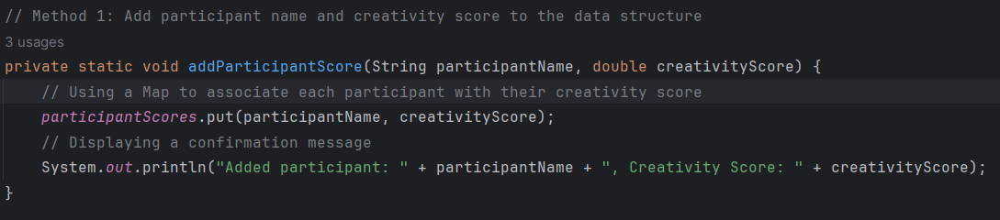 // Method 1: Add participant name and creativity score to the data structure
3 usages
private static void addParticipantScore(String participantName, double creativityScore) {
    // Using a Map to associate each participant with their creativity score
    participantScores.put(participantName, creativityScore);
    // Displaying a confirmation message
    System.out.println("Added participant: " + participantName + ", Creativity Score: " + creativityScore);
}